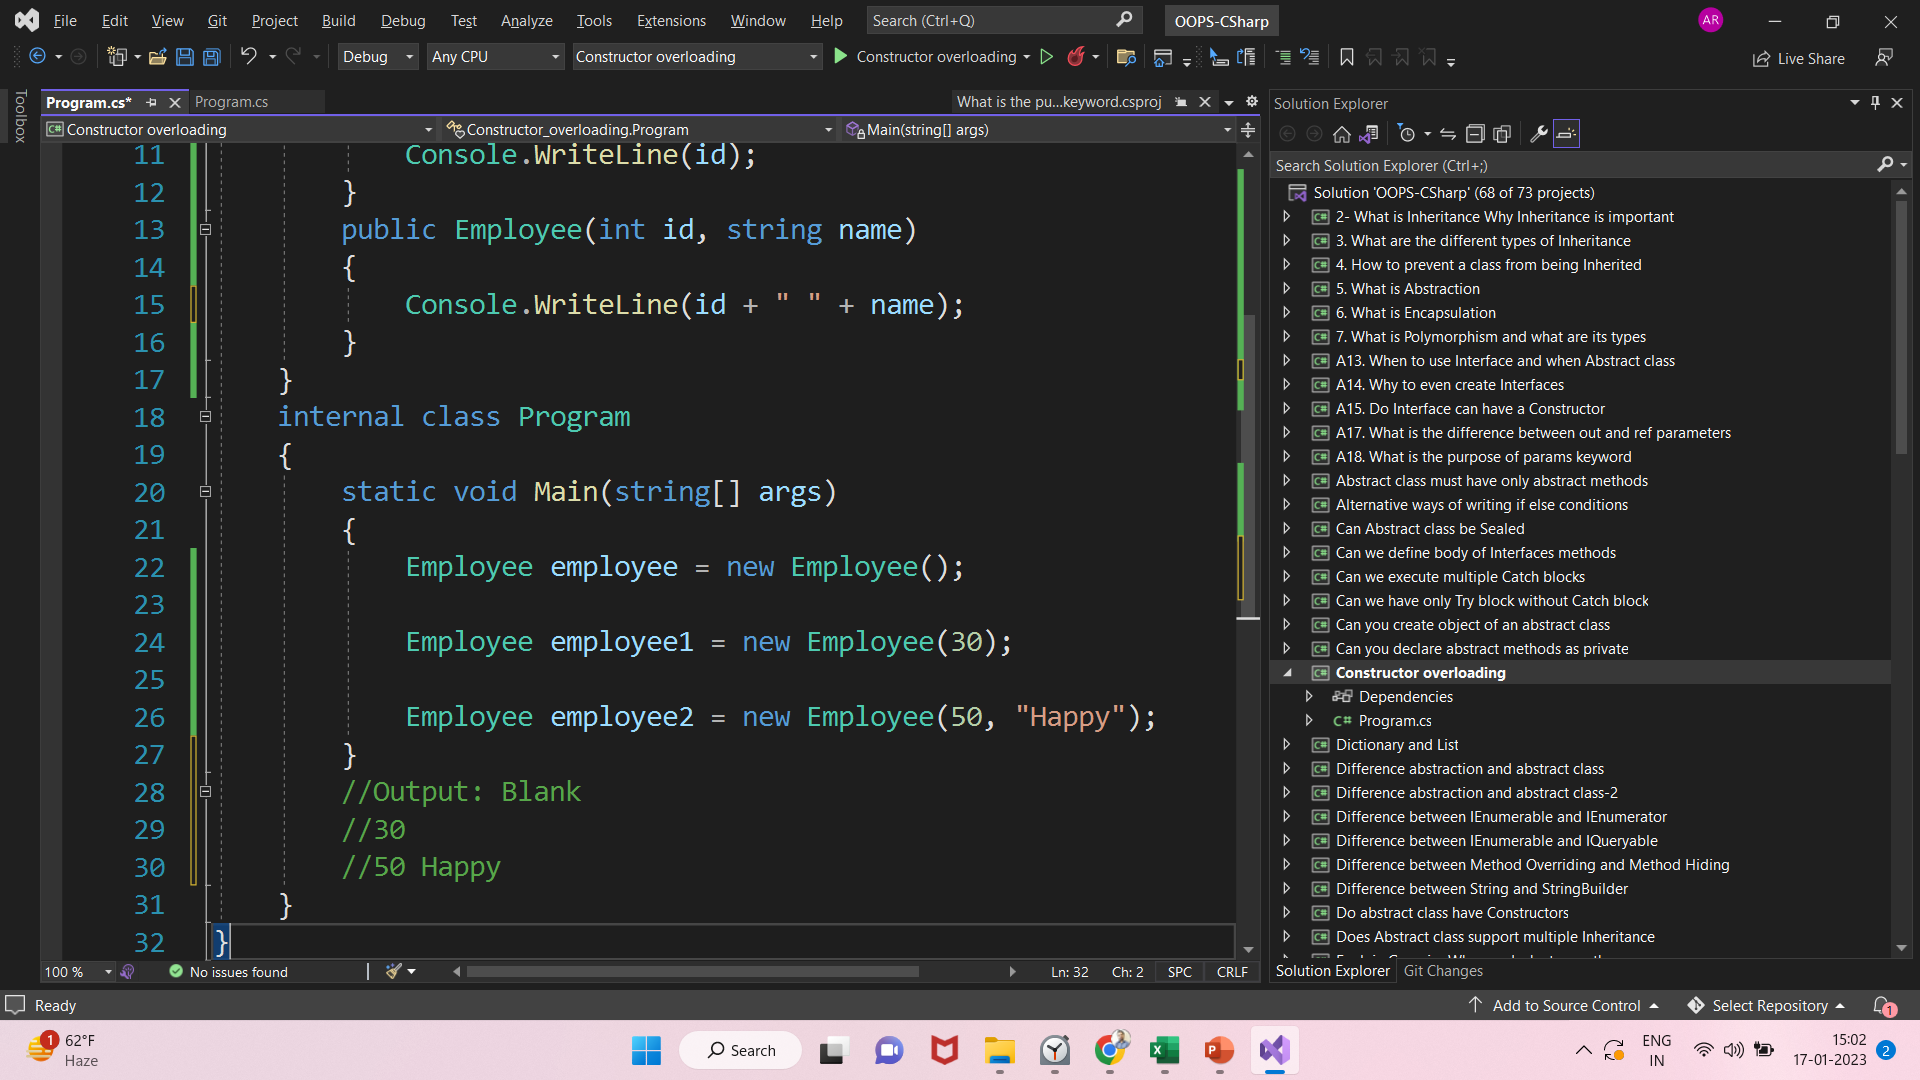 File Edit View Git Project Build Debug Test Analyze Tools Extensions Window Help Search (Ctrl+Q) OOPS-CSharp AR
Debug Any CPU Constructor overloading Constructor overloading Live Share
Toolbox
Program.cs* Program.cs What is the pu...keyword.csproj
Constructor overloading Constructor_overloading.Program Main(string[] args)
11 Console.WriteLine(id);
12 }
13 public Employee(int id, string name)
14 {
15 Console.WriteLine(id + " " + name);
16 }
17 }
18 internal class Program
19 {
20 static void Main(string[] args)
21 {
22 Employee employee = new Employee();
23
24 Employee employee1 = new Employee(30);
25
26 Employee employee2 = new Employee(50, "Happy");
27 }
28 //Output: Blank
29 //30
30 //50 Happy
31 }
32 }
100 % No issues found Ln: 32 Ch: 2 SPC CRLF
Solution Explorer
Search Solution Explorer (Ctrl+;)
Solution 'OOPS-CSharp' (68 of 73 projects)
C# 2- What is Inheritance Why Inheritance is important
C# 3. What are the different types of Inheritance
C# 4. How to prevent a class from being Inherited
C# 5. What is Abstraction
C# 6. What is Encapsulation
C# 7. What is Polymorphism and what are its types
C# A13. When to use Interface and when Abstract class
C# A14. Why to even create Interfaces
C# A15. Do Interface can have a Constructor
C# A17. What is the difference between out and ref parameters
C# A18. What is the purpose of params keyword
C# Abstract class must have only abstract methods
C# Alternative ways of writing if else conditions
C# Can Abstract class be Sealed
C# Can we define body of Interfaces methods
C# Can we execute multiple Catch blocks
C# Can we have only Try block without Catch block
C# Can you create object of an abstract class
C# Can you declare abstract methods as private
C# Constructor overloading
Dependencies
C# Program.cs
C# Dictionary and List
C# Difference abstraction and abstract class
C# Difference abstraction and abstract class-2
C# Difference between IEnumerable and IEnumerator
C# Difference between IEnumerable and IQueryable
C# Difference between Method Overriding and Method Hiding
C# Difference between String and StringBuilder
C# Do abstract class have Constructors
C# Does Abstract class support multiple Inheritance
Solution Explorer Git Changes
Ready Add to Source Control Select Repository 1
1 62°F
Haze
Search
ENG
IN
15:02
17-01-2023
2